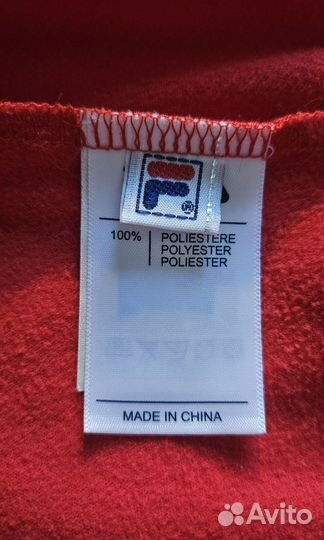 F
100% POLIESTERE
POLYESTER
POLIESTER
MADE IN CHINA
Avito